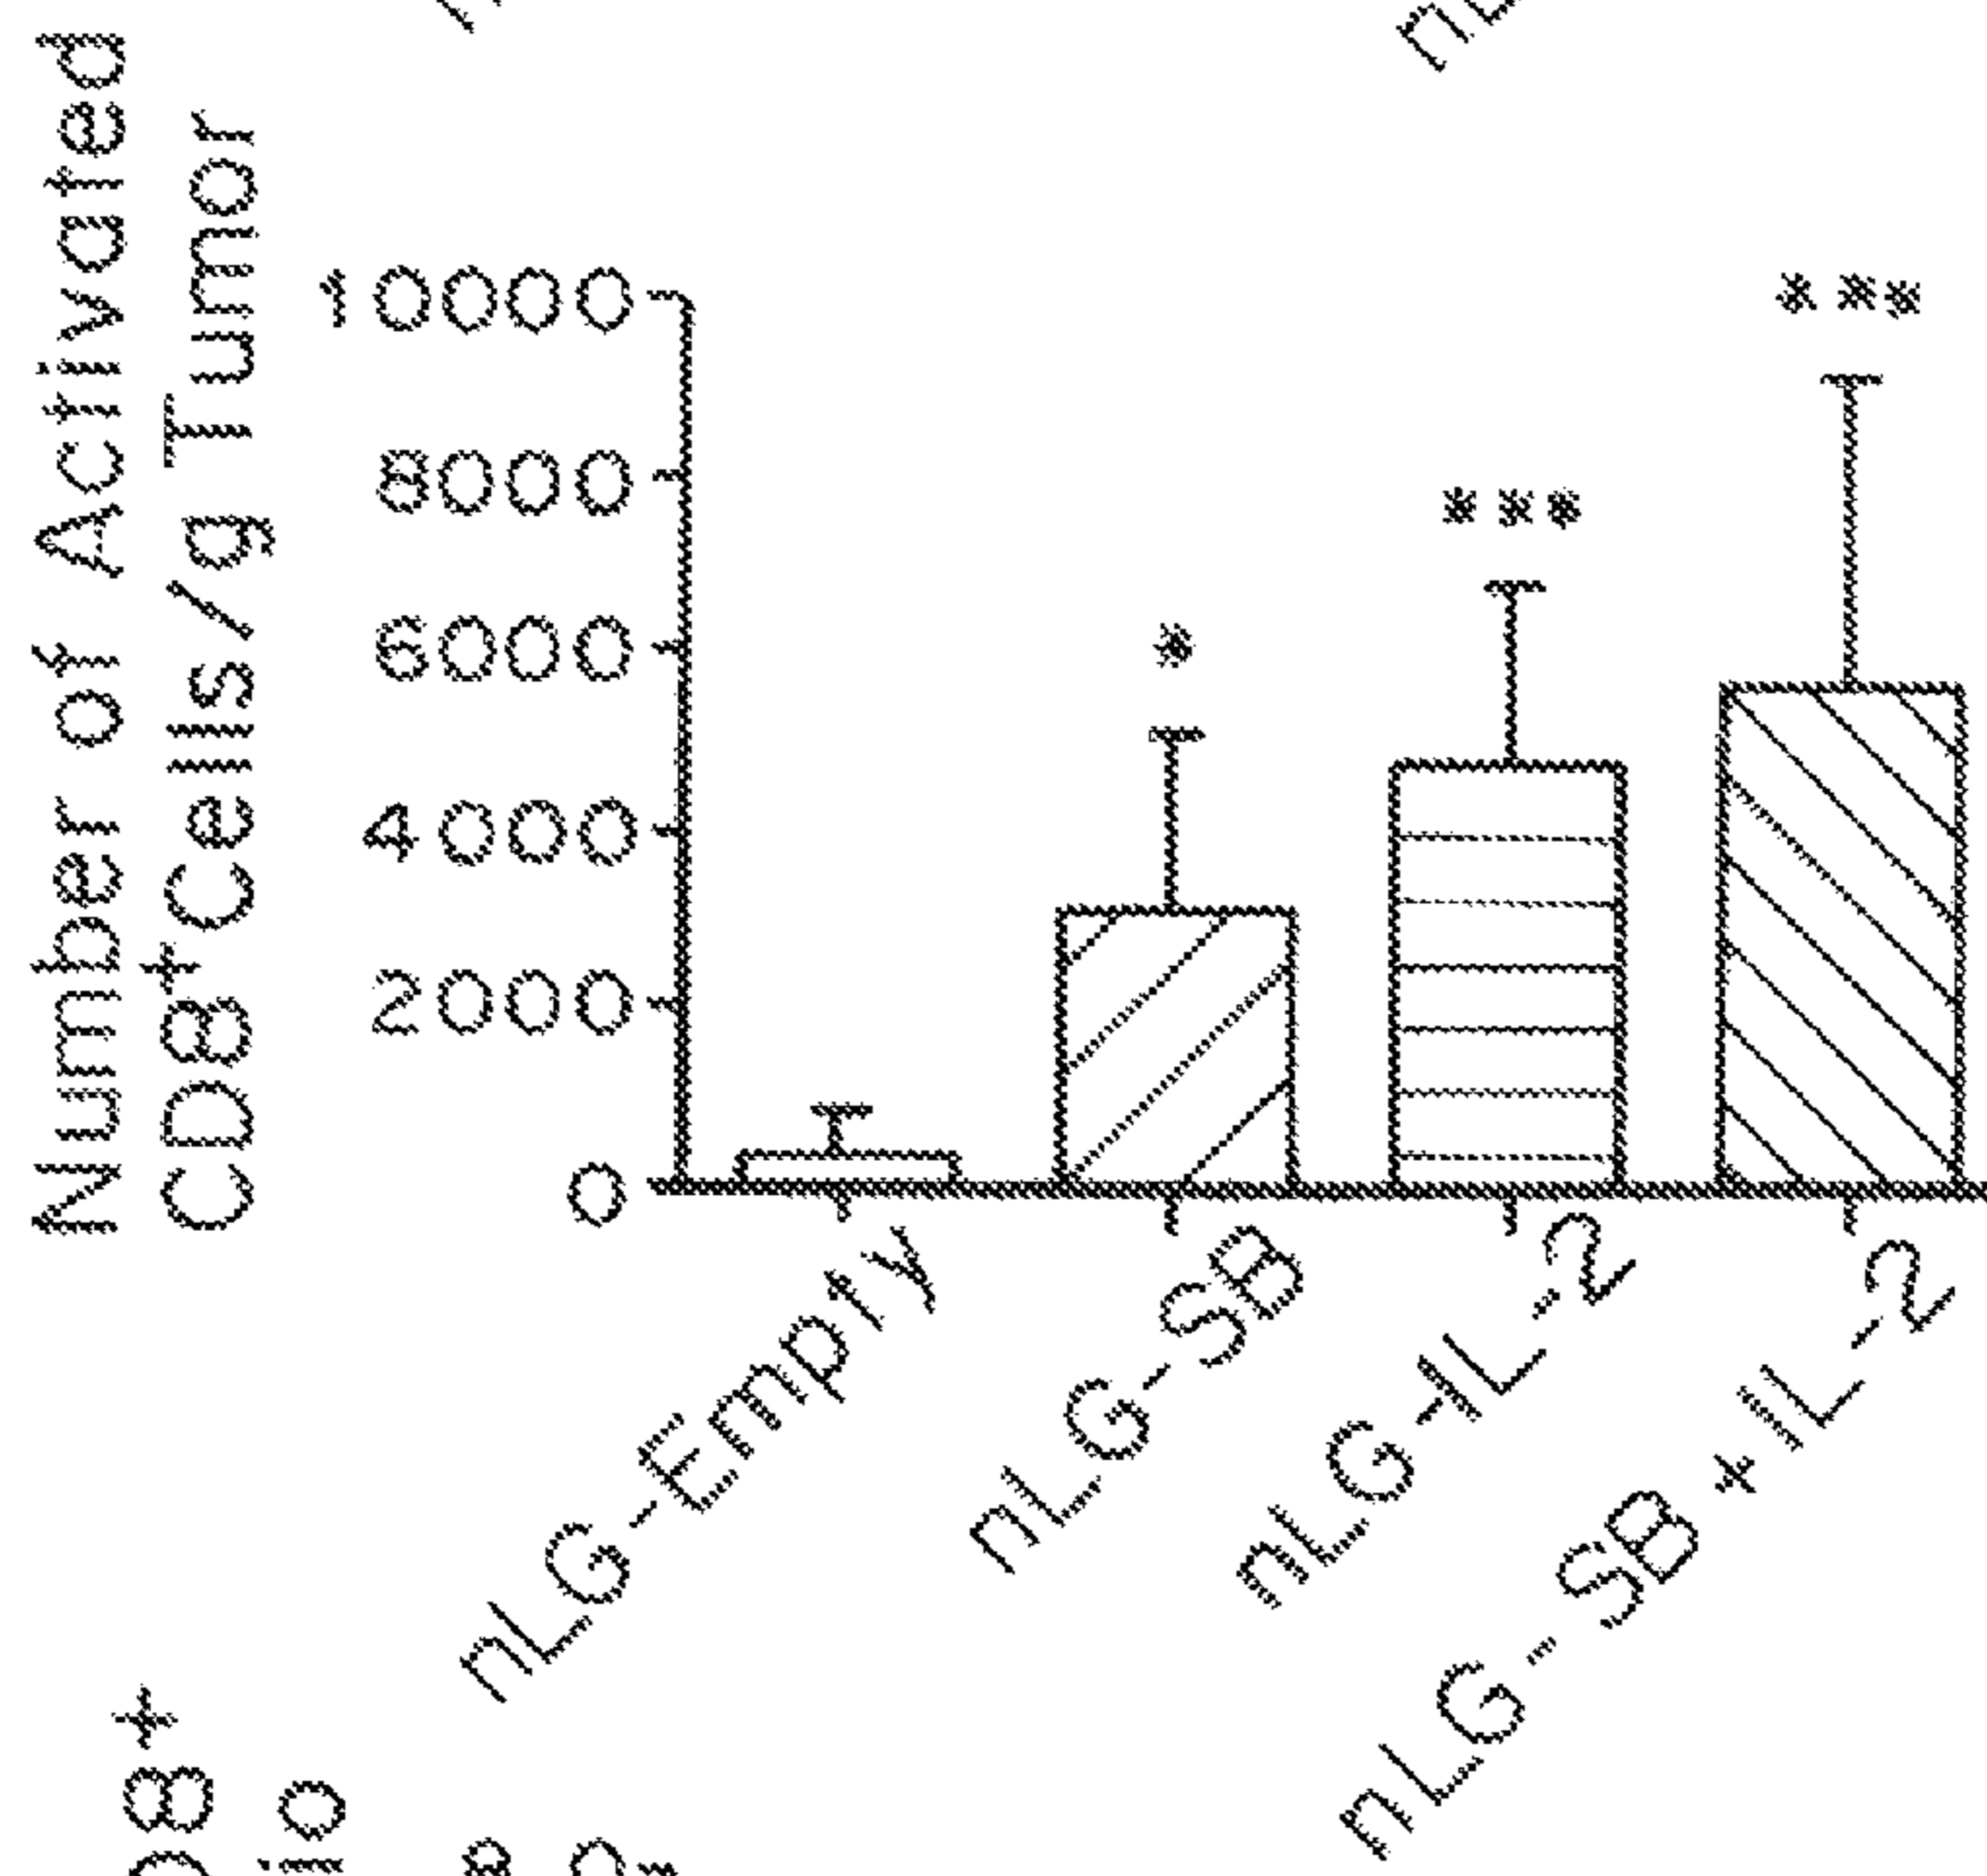 Number of Activated
CD8+Cells/g Tumor
10000
8000
6000
4000
2000
0
*
***
***
nLG-Empty
nLG-SB
nLG-IL-2
nLG-SB+IL-2